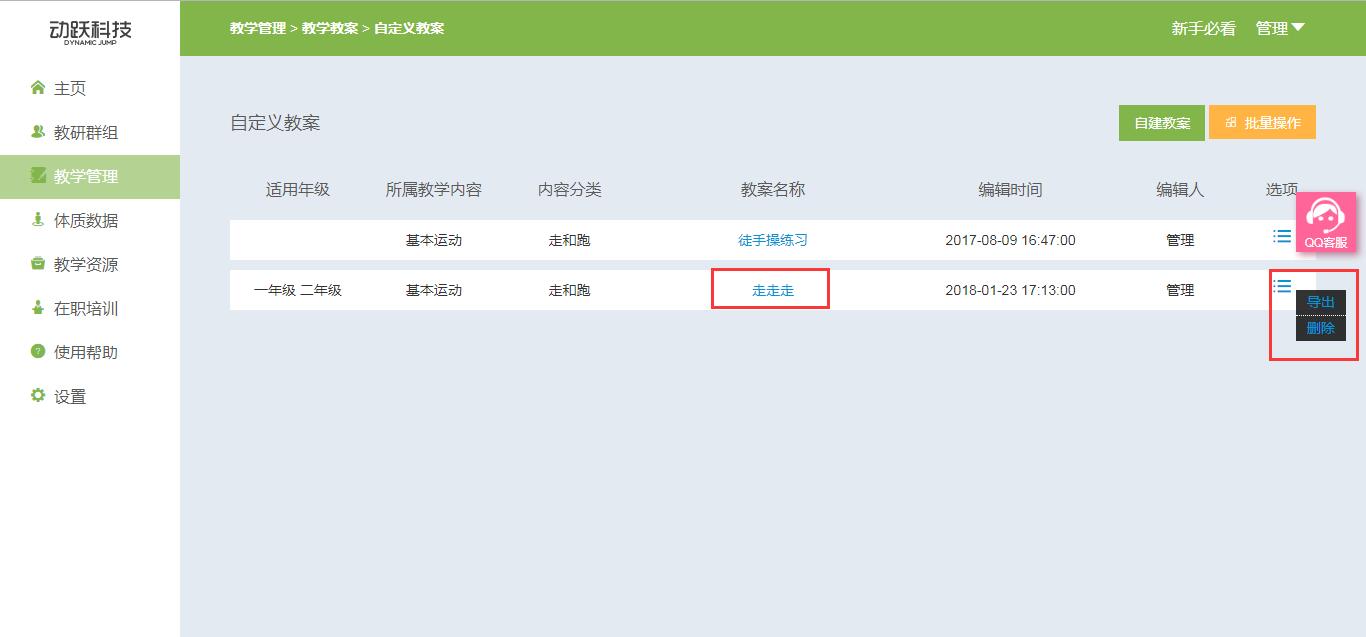 动跃科技
DYNAMIC JUMP
教学管理 > 教学教案 > 自定义教案
新手必看 管理
主页
教研群组
教学管理
体质数据
教学资源
在职培训
使用帮助
设置
自定义教案
自建教案 批量操作
适用年级 所属教学内容 内容分类 教案名称 编辑时间 编辑人 选项
基本运动 走和跑 徒手操练习 2017-08-09 16:47:00 管理
QQ客服
一年级 二年级 基本运动 走和跑 走走走 2018-01-23 17:13:00 管理
导出
删除